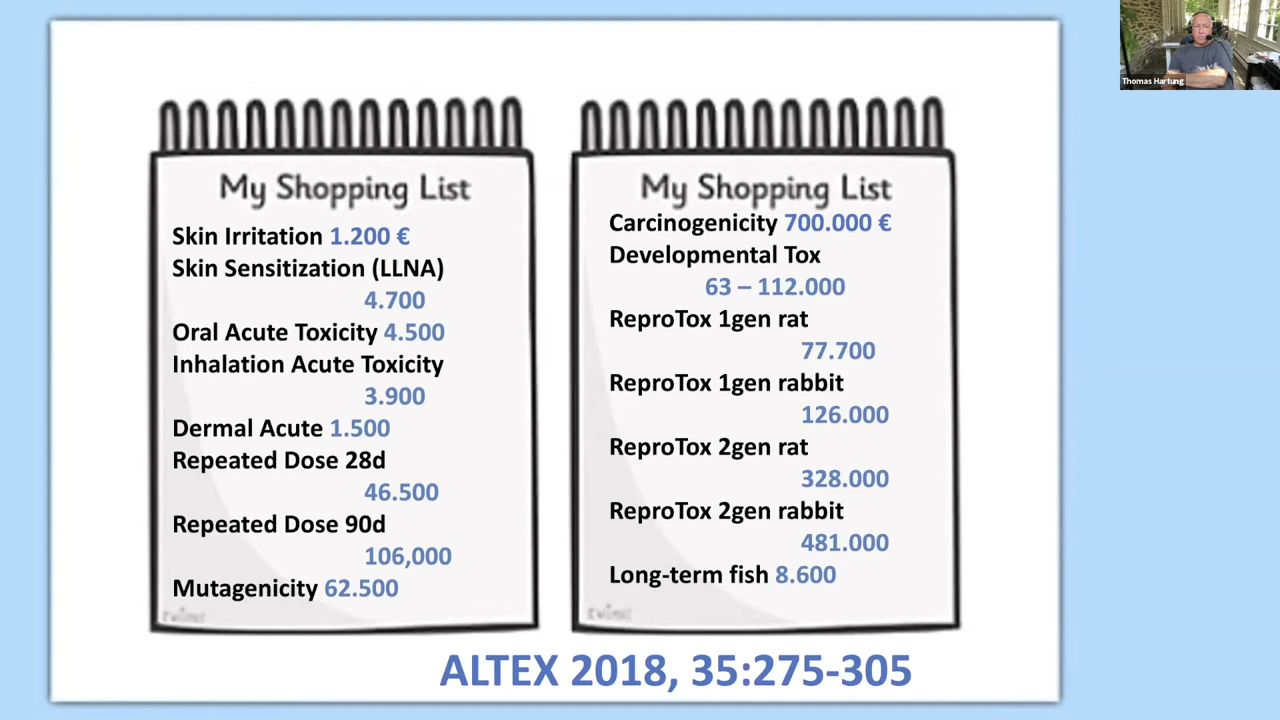 Thomas Hartung
My Shopping List
Skin Irritation 1.200 €
Skin Sensitization (LLNA)
4.700
Oral Acute Toxicity 4.500
Inhalation Acute Toxicity
3.900
Dermal Acute 1.500
Repeated Dose 28d
46.500
Repeated Dose 90d
106,000
Mutagenicity 62.500
My Shopping List
Carcinogenicity 700.000 €
Developmental Tox
63 – 112.000
ReproTox 1gen rat
77.700
ReproTox 1gen rabbit
126.000
ReproTox 2gen rat
328.000
ReproTox 2gen rabbit
481.000
Long-term fish 8.600
ALTEX 2018, 35:275-305